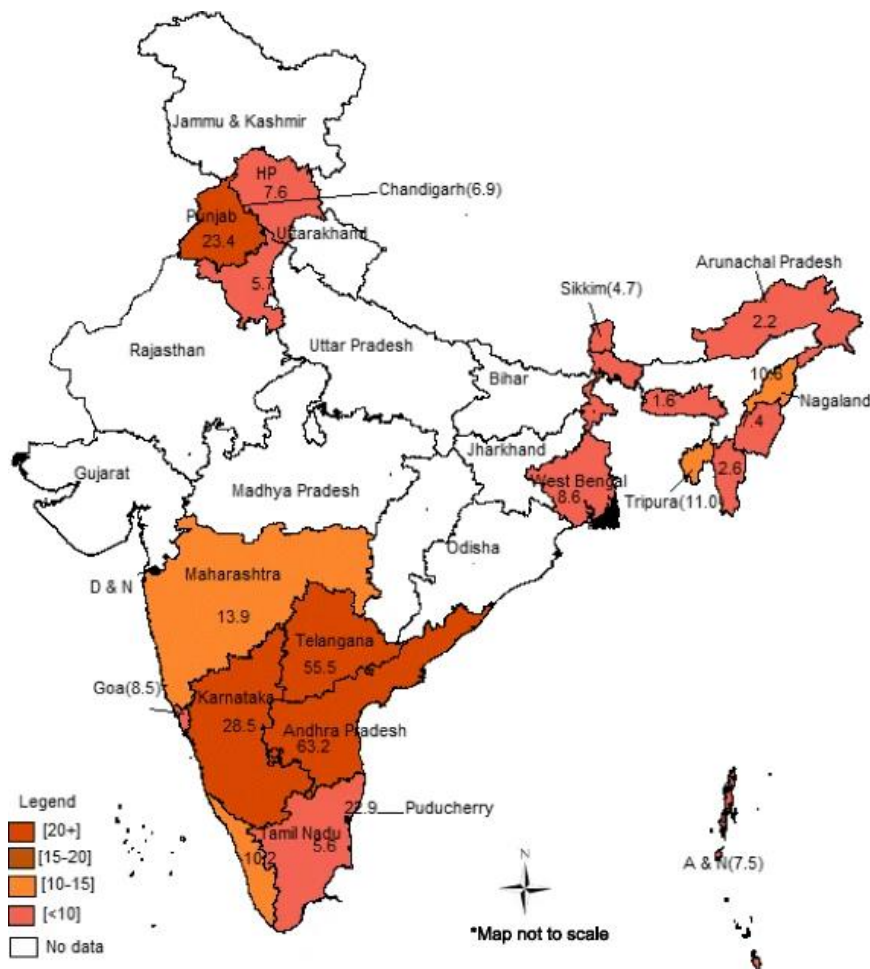 Jammu & Kashmir
HP
7.6
Chandigarh(6.9)
Punjab
23.4
Uttarakhand
5.7
Arunachal Pradesh
2.2
Sikkim(4.7)
Rajasthan
Uttar Pradesh
Bihar
10.6
Nagaland
1.6
.4
Jharkhand
Gujarat
Madhya Pradesh
West Bengal
8.6
2.6
Tripura(11.0)
Odisha
D & N
Maharashtra
13.9
Telangana
55.5
Goa(8.5)
Karnataka
28.5
Andhra Pradesh
63.2
22.9
Puducherry
Tamil Nadu
5.6
10.2
A & N(7.5)
Legend
[20+]
[15-20]
[10-15]
[<10]
No data
N
*Map not to scale